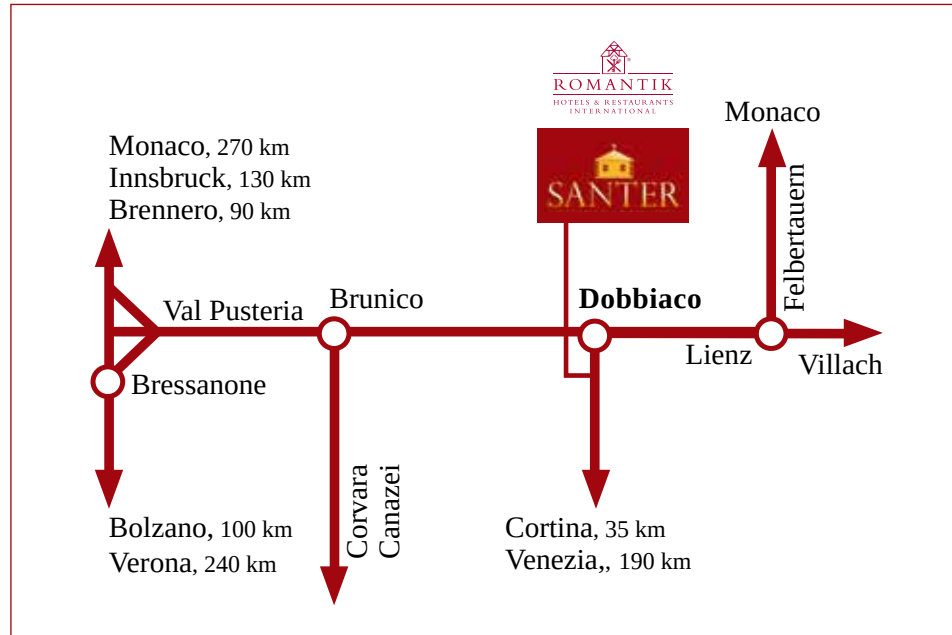 ROMANTIK
HOTELS & RESTAURANTS
INTERNATIONAL
SANTER
Monaco
Felbertauern
Monaco, 270 km
Innsbruck, 130 km
Brennero, 90 km
Val Pusteria
Brunico
Dobbiaco
Lienz
Villach
Bressanone
Corvara
Canazei
Bolzano, 100 km
Verona, 240 km
Cortina, 35 km
Venezia,, 190 km